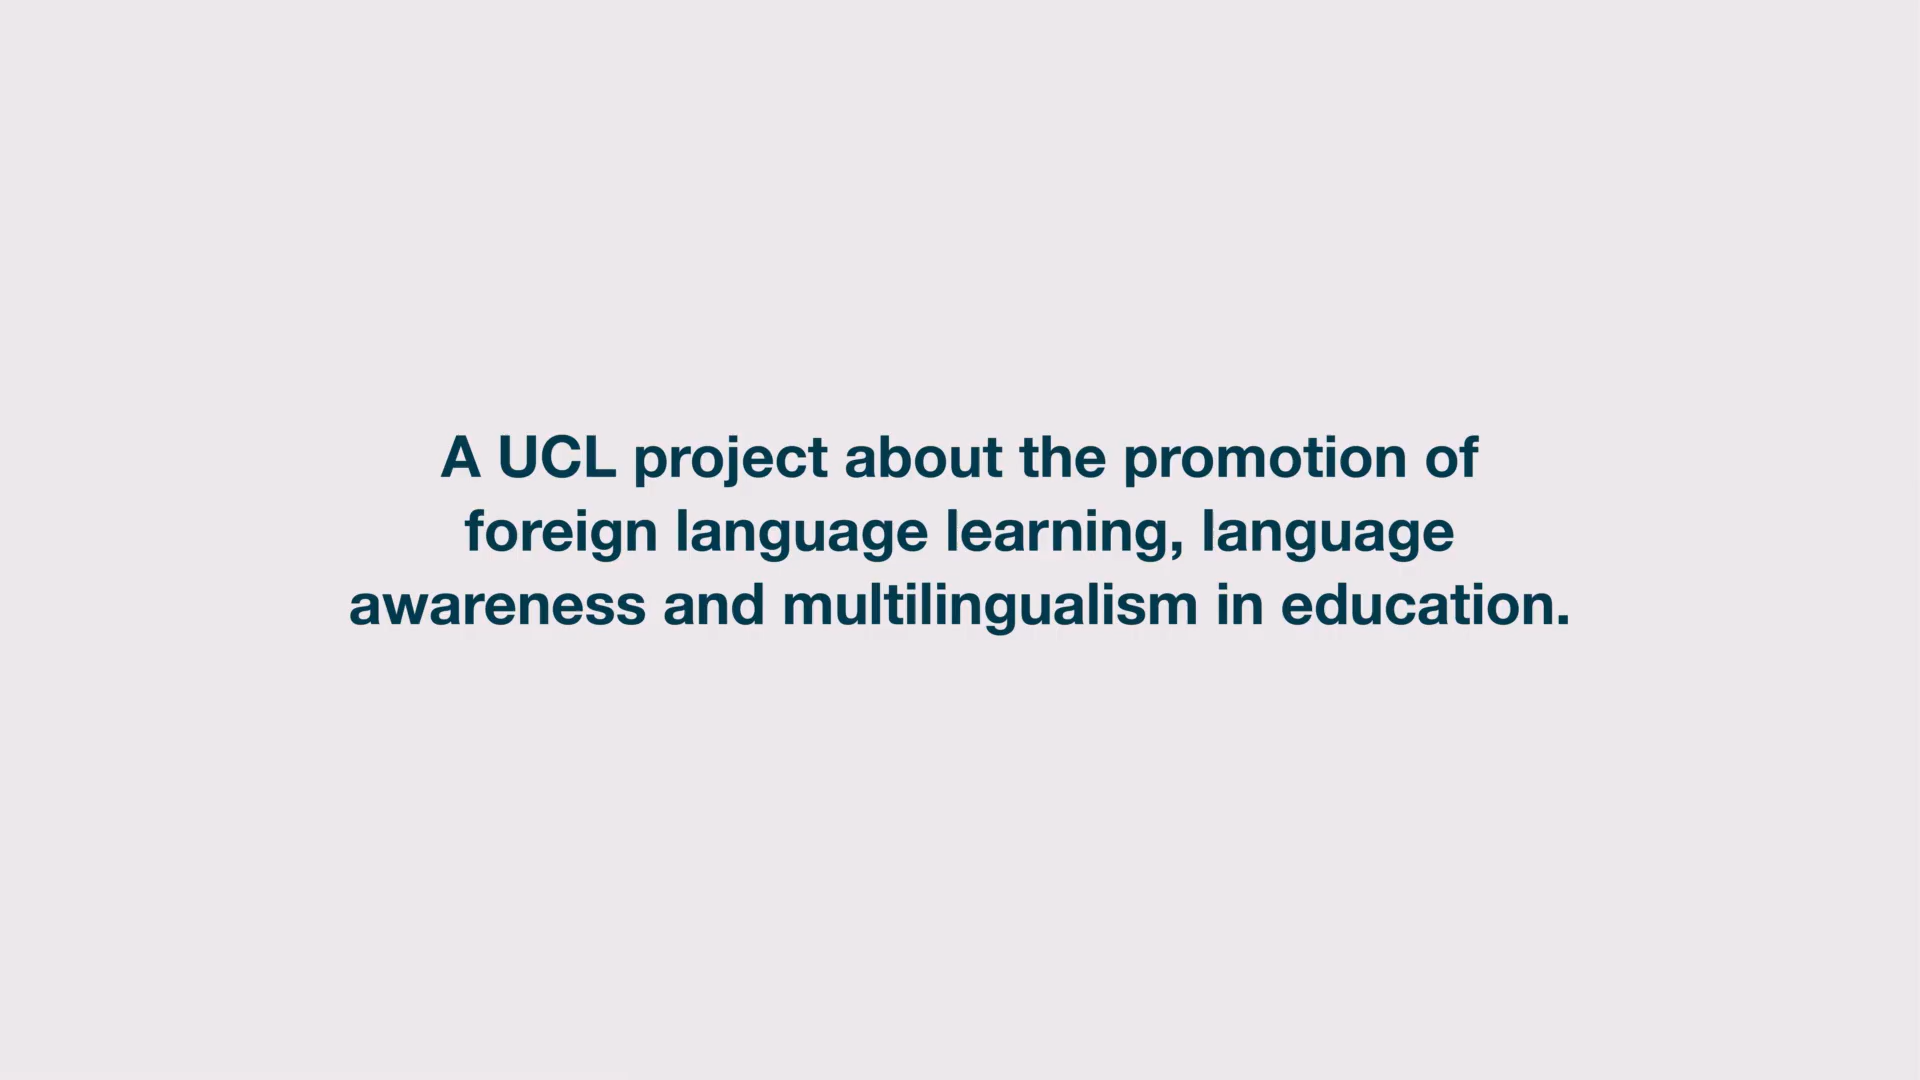 A UCL project about the promotion of
foreign language learning, language
awareness and multilingualism in education.